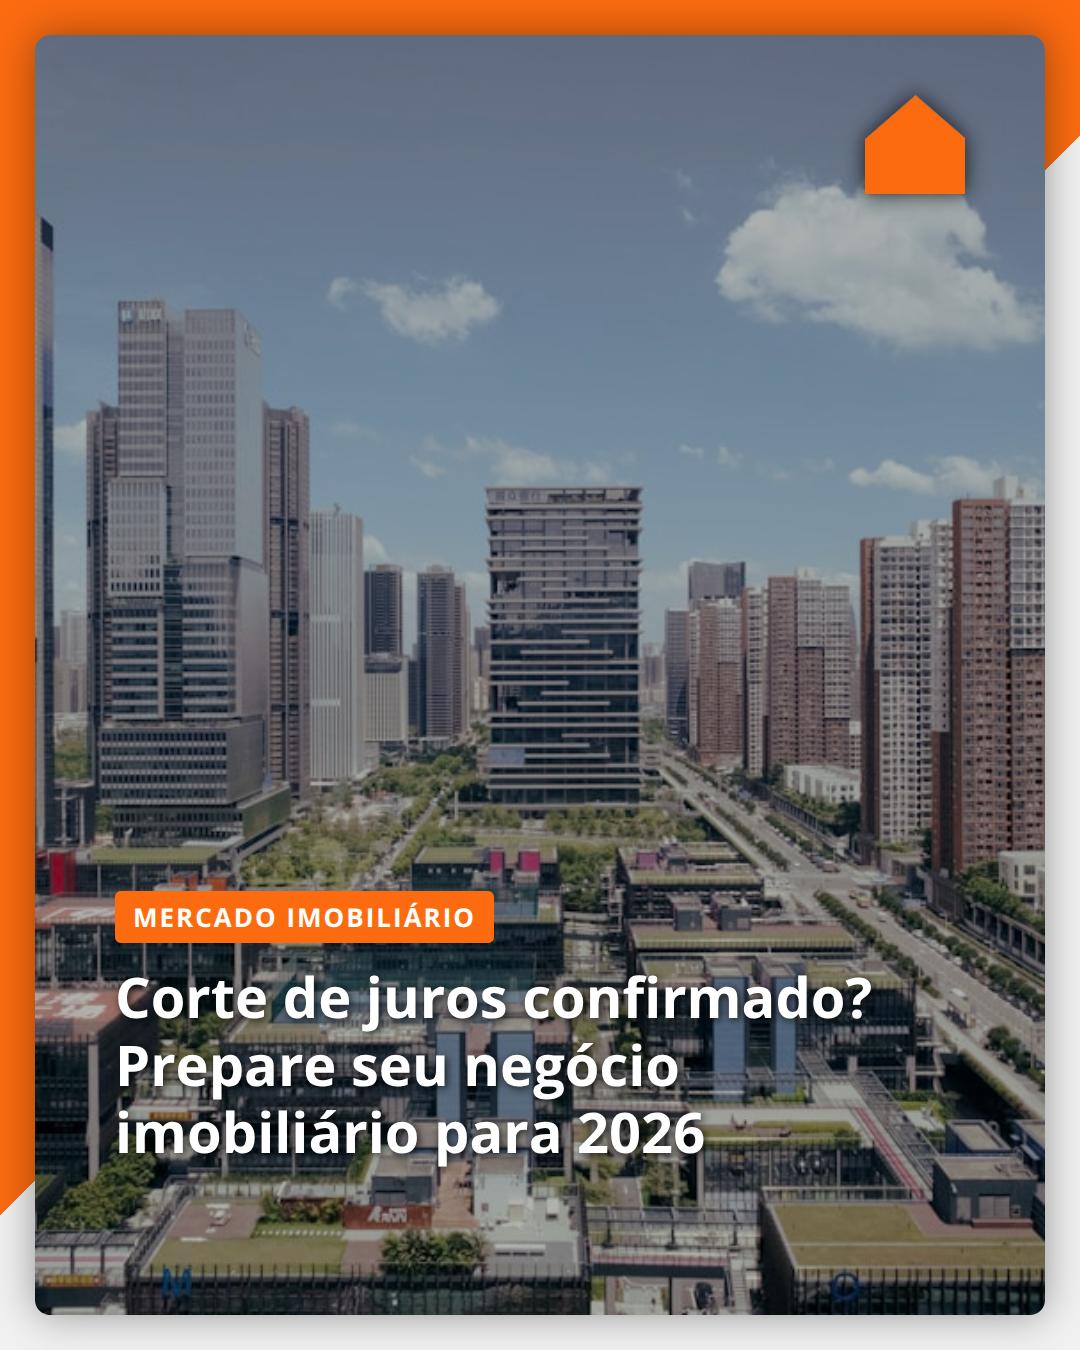 MERCADO IMOBILIÁRIO
Corte de juros confirmado?
Prepare seu negócio
imobiliário para 2026